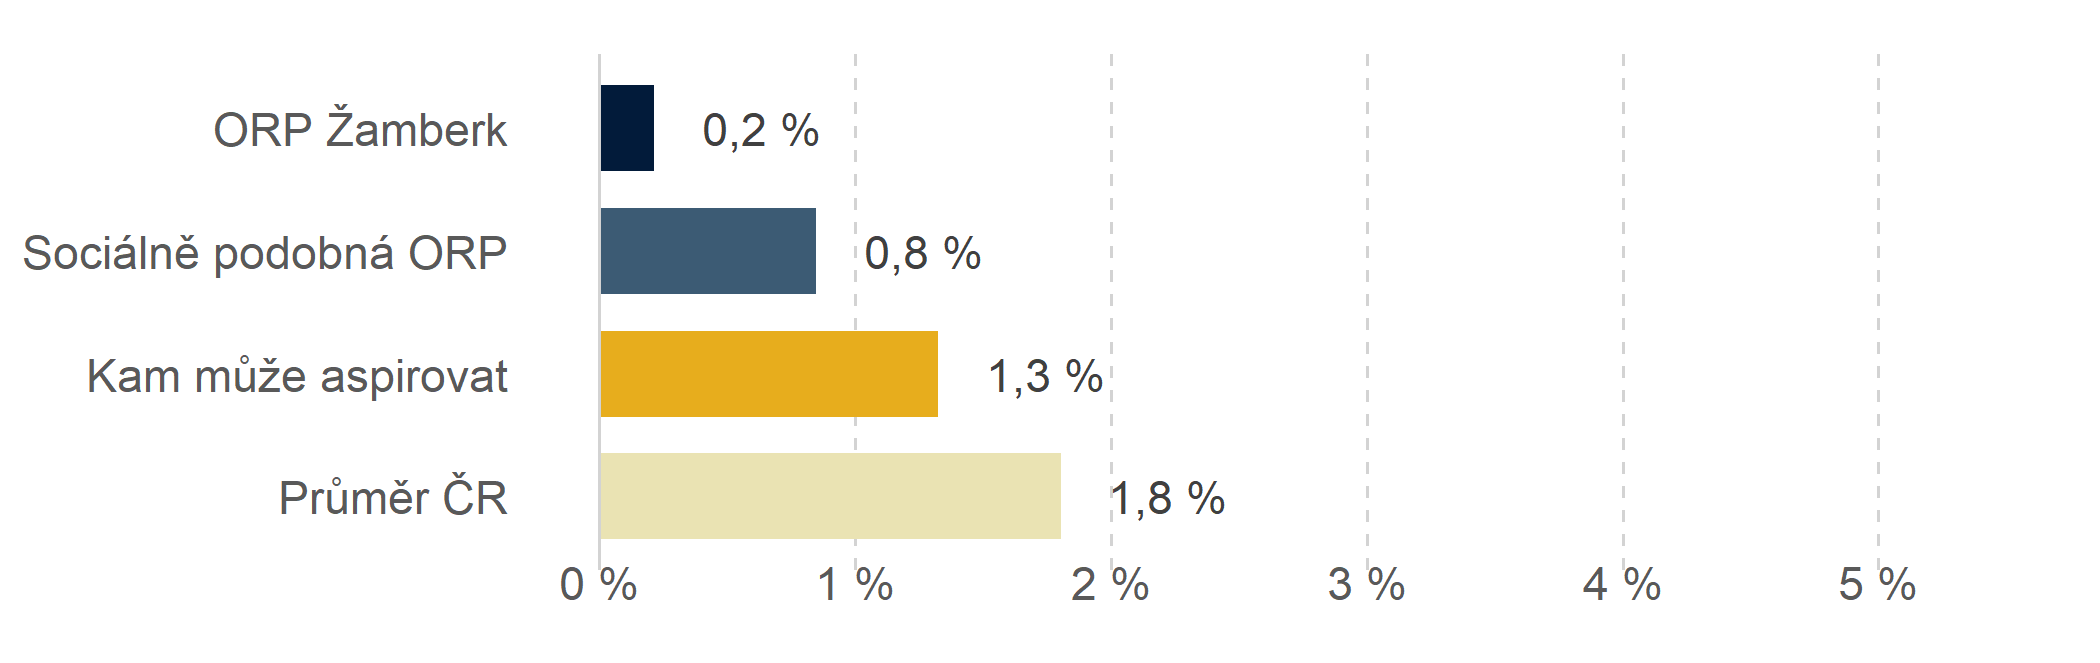 ORP Žamberk 0,2 %
Sociálně podobná ORP 0,8 %
Kam může aspirovat 1,3 %
Průměr ČR 1,8 %
0 % 1 % 2 % 3 % 4 % 5 %